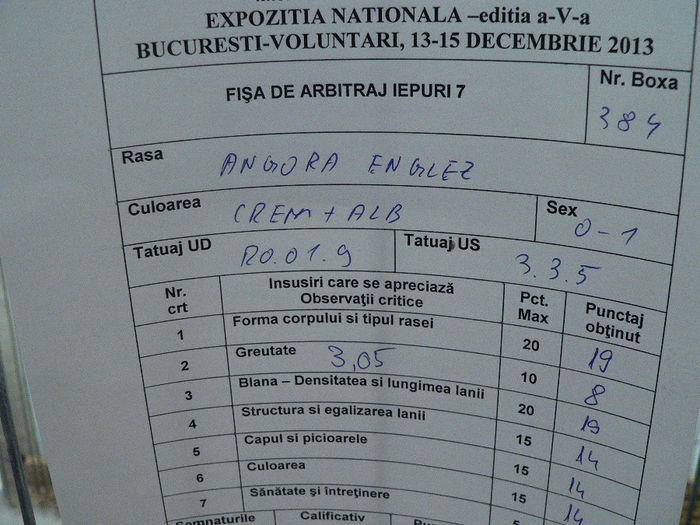 EXPOZITIA NATIONALA –editia a-V-a
BUCURESTI-VOLUNTARI, 13-15 DECEMBRIE 2013
FIŞA DE ARBITRAJ IEPURI 7
Nr. Boxa
384
Rasa ANGORA ENGLEZ
Culoarea CREM + ALB
Sex 0-1
Tatuaj UD RO.01.9
Tatuaj US 3.3.5
Nr. crt
Insusiri care se apreciază
Observaţii critice
Pct. Max
Punctaj obţinut
1 Forma corpului si tipul rasei 20 19
2 Greutate 3,05 10 8
3 Blana – Densitatea si lungimea lanii 20 19
4 Structura si egalizarea lanii 15 14
5 Capul si picioarele 15 14
6 Culoarea 15 14
7 Sănătate şi întreţinere 5
Semnaturile Calificativ